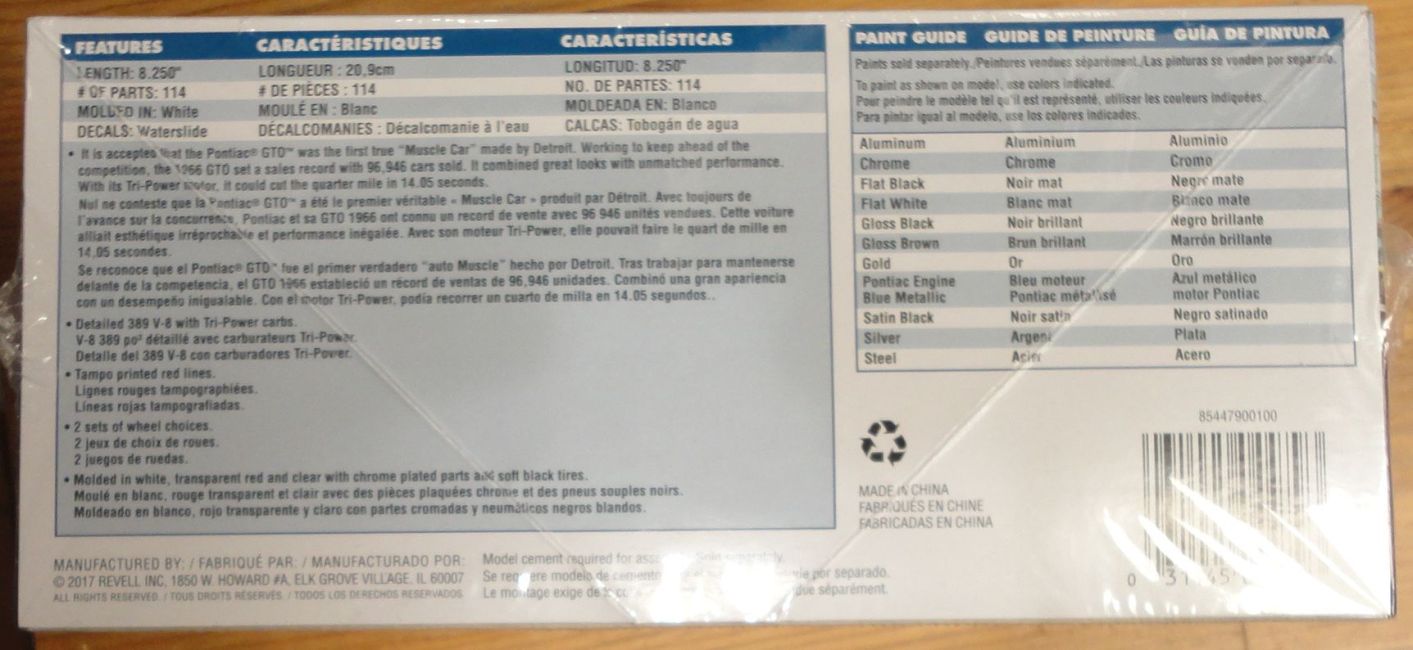 FEATURES CARACTÉRISTIQUES CARACTERÍSTICAS
LENGTH: 8.250" LONGUEUR : 20,9cm LONGITUD: 8.250"
# OF PARTS: 114 # DE PIÈCES : 114 NO. DE PARTES: 114
MOLDED IN: White MOULÉ EN : Blanc MOLDEADA EN: Blanco
DECALS: Waterslide DÉCALCOMANIES : Décalcomanie à l'eau CALCAS: Tobogán de agua
• It is accepted that the Pontiac® GTO™ was the first true "Muscle Car" made by Detroit. Working to keep ahead of the
competition, the 1966 GTO set a sales record with 96,946 cars sold. It combined great looks with unmatched performance.
With its Tri-Power motor, it could cut the quarter mile in 14.05 seconds.
Nul ne conteste que la Pontiac® GTO™ a été le premier véritable « Muscle Car » produit par Détroit. Avec toujours de
l'avance sur la concurrence, Pontiac et sa GTO 1966 ont connu un record de vente avec 96 946 unités vendues. Cette voiture
alliait esthétique irréprochable et performance inégalée. Avec son moteur Tri-Power, elle pouvait faire le quart de mille en
14,05 secondes.
Se reconoce que el Pontiac® GTO™ fue el primer verdadero "auto Muscle" hecho por Detroit. Tras trabajar para mantenerse
delante de la competencia, el GTO 1966 estableció un récord de ventas de 96,946 unidades. Combinó una gran apariencia
con un desempeño inigualable. Con el motor Tri-Power, podía recorrer un cuarto de milla en 14.05 segundos..
• Detailed 389 V-8 with Tri-Power carbs.
V-8 389 po³ détaillé avec carburateurs Tri-Power.
Detalle del 389 V-8 con carburadores Tri-Power.
• Tampo printed red lines.
Lignes rouges tampographiées.
Líneas rojas tampografiadas.
• 2 sets of wheel choices.
2 jeux de choix de roues.
2 juegos de ruedas.
• Molded in white, transparent red and clear with chrome plated parts and soft black tires.
Moulé en blanc, rouge transparent et clair avec des pièces plaquées chrome et des pneus souples noirs.
Moldeado en blanco, rojo transparente y claro con partes cromadas y neumáticos negros blandos.
MANUFACTURED BY: / FABRIQUÉ PAR: / MANUFACTURADO POR:
© 2017 REVELL INC, 1850 W. HOWARD #A, ELK GROVE VILLAGE, IL 60007
ALL RIGHTS RESERVED. / TOUS DROITS RÉSERVÉS. / TODOS LOS DERECHOS RESERVADOS
Model cement required for separately.
Se requere modelo de cemento por separado.
Le montage exige de séparément.
PAINT GUIDE GUIDE DE PEINTURE GUÍA DE PINTURA
Paints sold separately./Peintures vendues séparément./Las pinturas se venden por separado.
To paint as shown on model, use colors indicated.
Pour peindre le modèle tel qu'il est représenté, utiliser les couleurs indiquées.
Para pintar igual al modelo, use los colores indicados.
Aluminum Aluminium Aluminio
Chrome Chrome Cromo
Flat Black Noir mat Negro mate
Flat White Blanc mat Blanco mate
Gloss Black Noir brillant Negro brillante
Gloss Brown Brun brillant Marrón brillante
Gold Or Oro
Pontiac Engine Bleu moteur Azul metálico
Blue Metallic Pontiac métallisé motor Pontiac
Satin Black Noir satin Negro satinado
Silver Argent Plata
Steel Acier Acero
85447900100
MADE IN CHINA
FABRIQUÉS EN CHINE
FABRICADAS EN CHINA
0 31 45